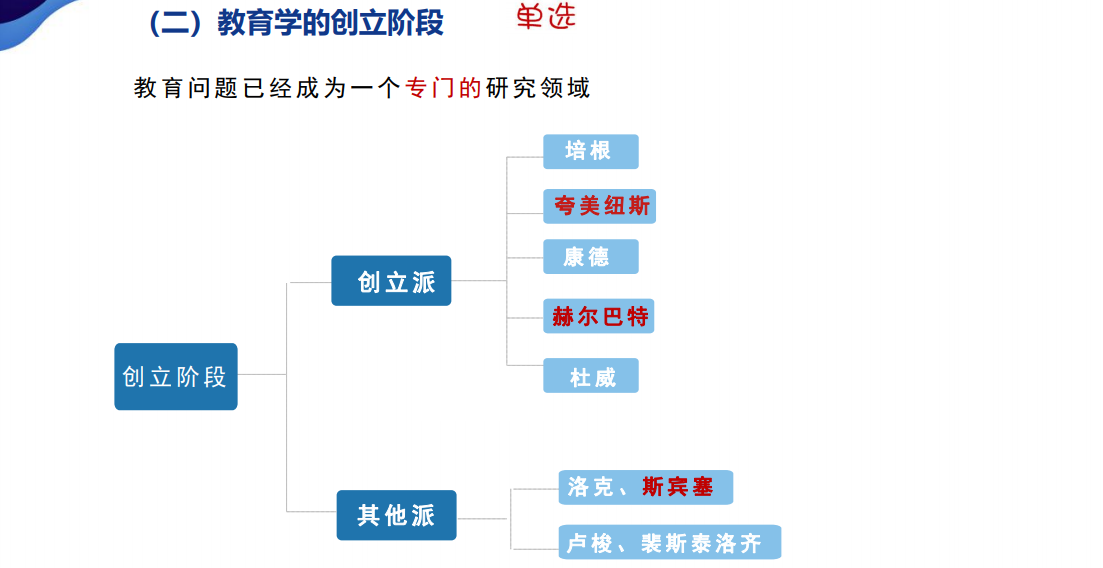 （二）教育学的创立阶段
单选
教育问题已经成为一个专门的研究领域
培根
夸美纽斯
康德
创立派
赫尔巴特
创立阶段
杜威
洛克、斯宾塞
其他派
卢梭、裴斯泰洛齐